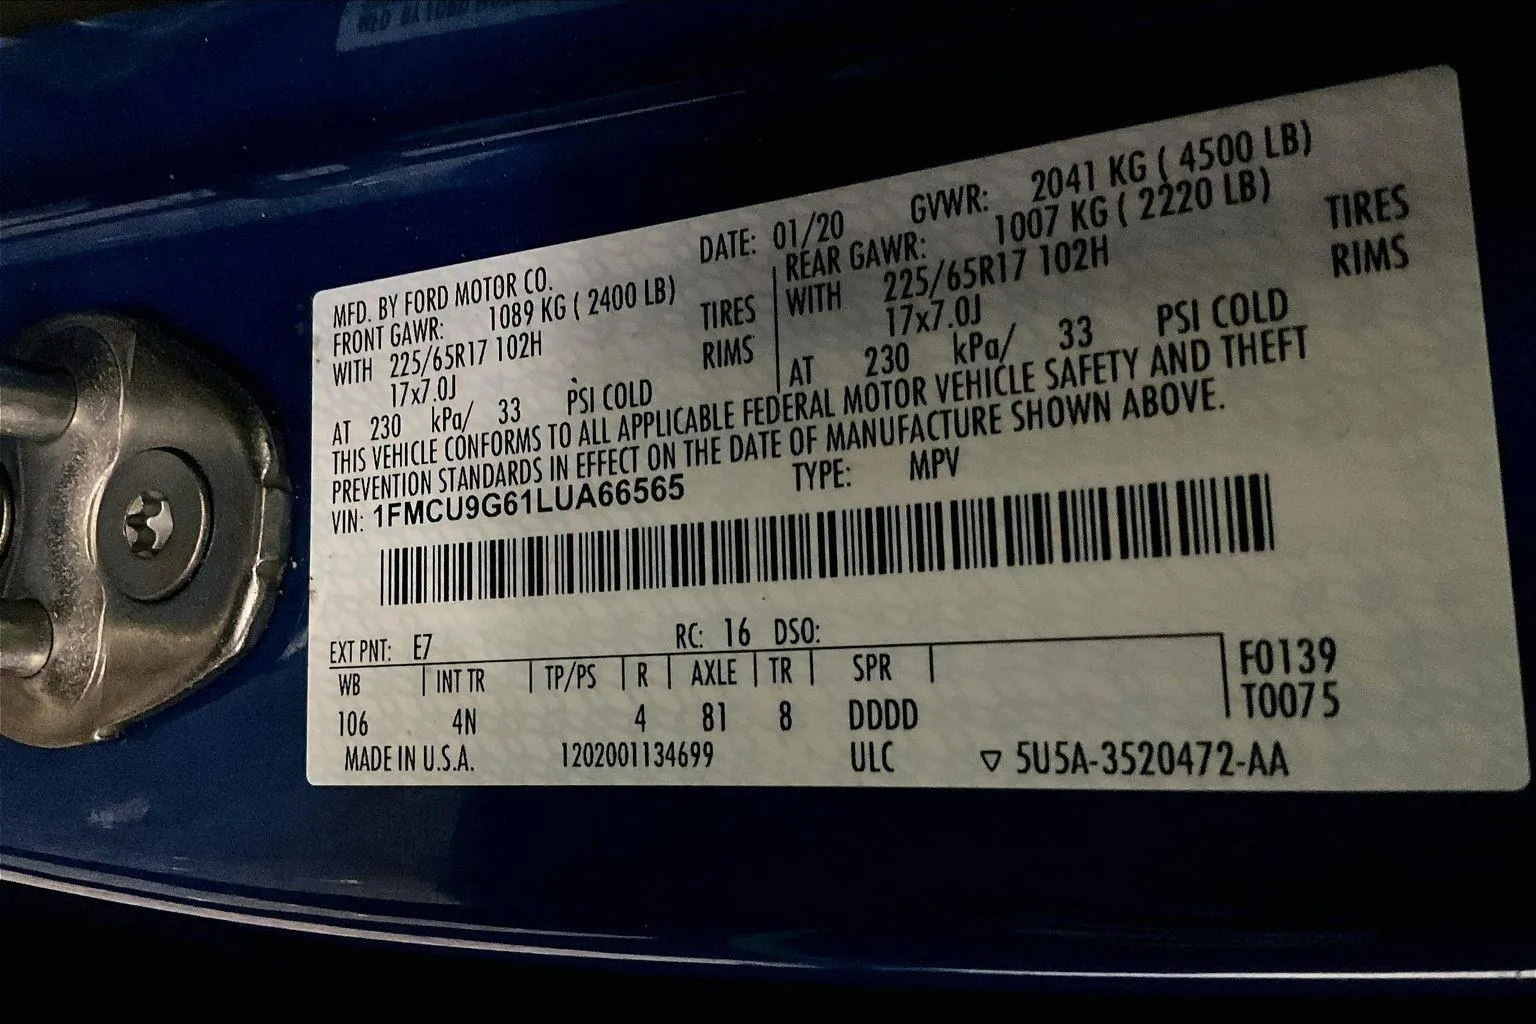 MFD. BY FORD MOTOR CO. DATE: 01/20 GVWR: 2041 KG ( 4500 LB)
FRONT GAWR: 1089 KG ( 2400 LB) REAR GAWR: 1007 KG ( 2220 LB)
WITH 225/65R17 102H TIRES WITH 225/65R17 102H TIRES
17x7.0J RIMS 17x7.0J RIMS
AT 230 kPa/ 33 PSI COLD AT 230 kPa/ 33 PSI COLD
THIS VEHICLE CONFORMS TO ALL APPLICABLE FEDERAL MOTOR VEHICLE SAFETY AND THEFT
PREVENTION STANDARDS IN EFFECT ON THE DATE OF MANUFACTURE SHOWN ABOVE.
VIN: 1FMCU9G61LUA66565 TYPE: MPV
EXT PNT: E7 RC: 16 DSO:
WB INT TR TP/PS R AXLE TR SPR F0139
106 4N 4 81 8 DDDD T0075
MADE IN U.S.A. 1202001134699 ULC ▽ 5U5A-3520472-AA